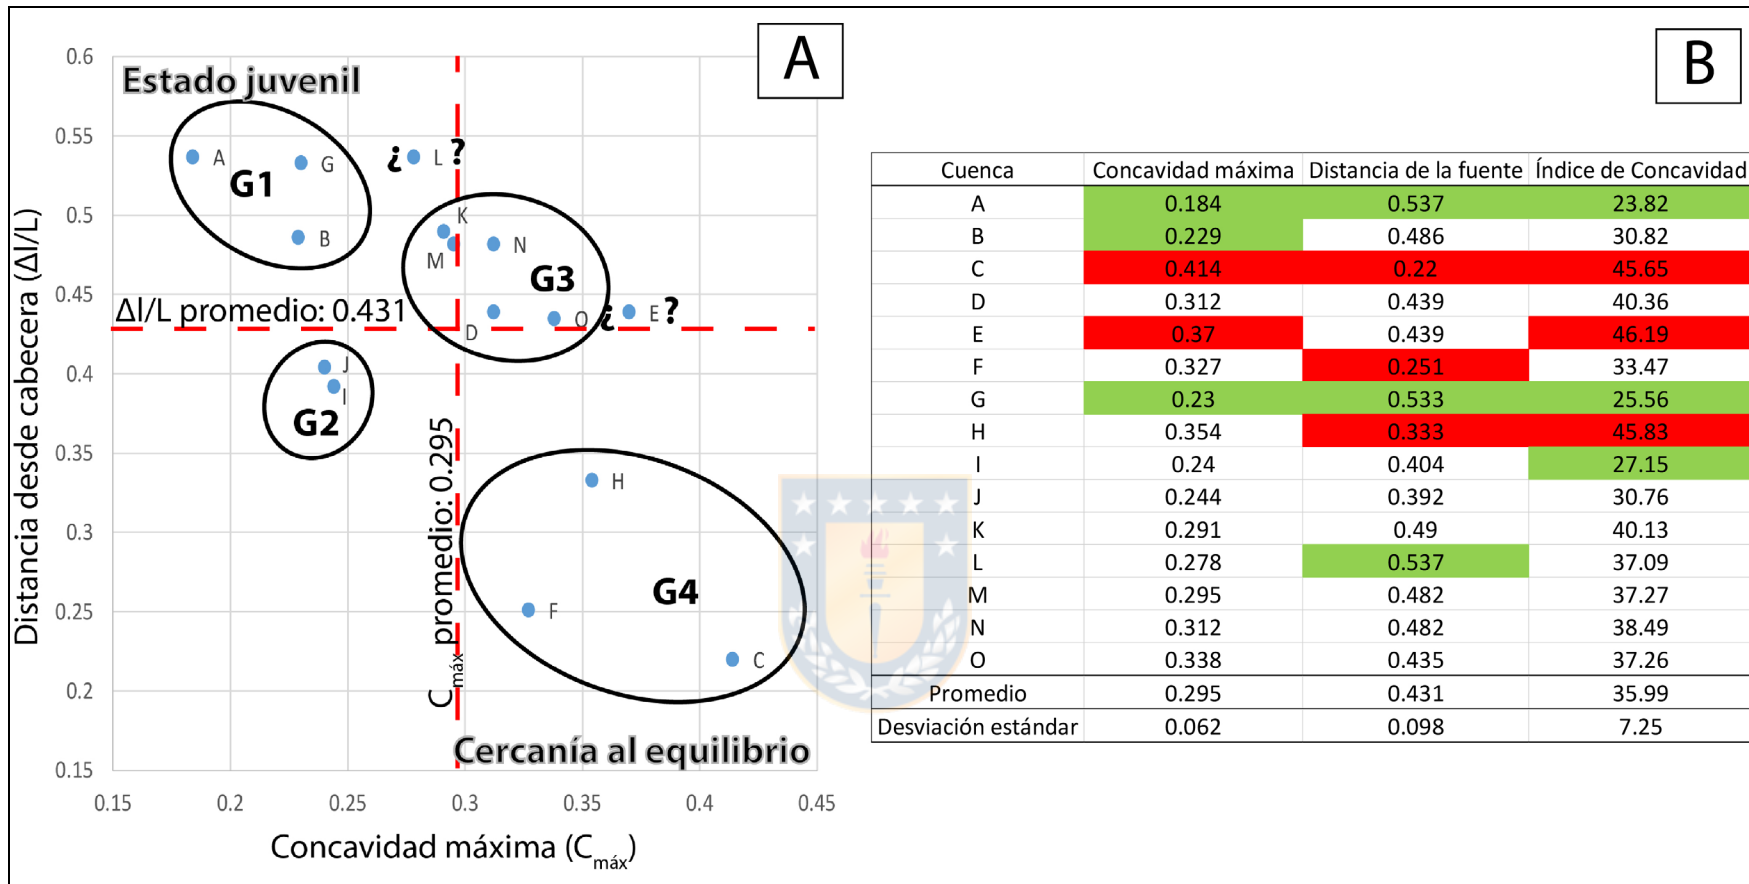 A
B
Estado juvenil
Distancia desde cabecera (Δl/L)
0.6
0.55
0.5
0.45
0.4
0.35
0.3
0.25
0.2
0.15
A
G
G1
B
¿ L ?
K
M
N
G3
D
O
¿ E ?
Δl/L promedio: 0.431
J
I
G2
Cmáx promedio: 0.295
H
F
G4
C
Cercanía al equilibrio
0.15 0.2 0.25 0.3 0.35 0.4 0.45
Concavidad máxima (Cmáx)
Cuenca Concavidad máxima Distancia de la fuente Índice de Concavidad
A 0.184 0.537 23.82
B 0.229 0.486 30.82
C 0.414 0.22 45.65
D 0.312 0.439 40.36
E 0.37 0.439 46.19
F 0.327 0.251 33.47
G 0.23 0.533 25.56
H 0.354 0.333 45.83
I 0.24 0.404 27.15
J 0.244 0.392 30.76
K 0.291 0.49 40.13
L 0.278 0.537 37.09
M 0.295 0.482 37.27
N 0.312 0.482 38.49
O 0.338 0.435 37.26
Promedio 0.295 0.431 35.99
Desviación estándar 0.062 0.098 7.25